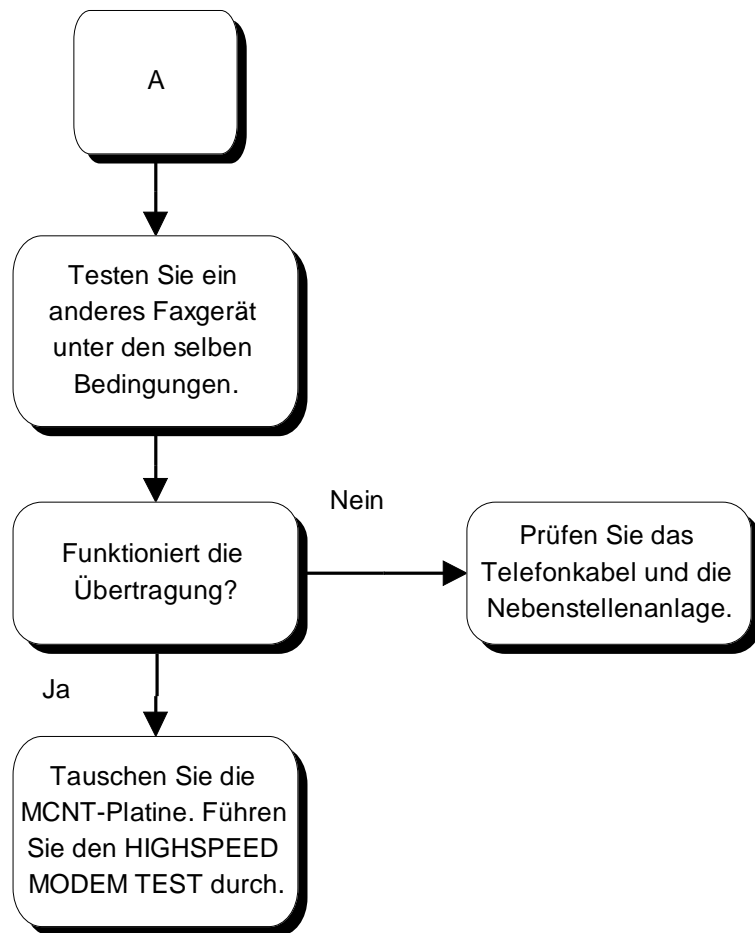 A
Testen Sie ein
anderes Faxgerät
unter den selben
Bedingungen.
Nein
Funktioniert die
Übertragung?
Prüfen Sie das
Telefonkabel und die
Nebenstellenanlage.
Ja
Tauschen Sie die
MCNT-Platine. Führen
Sie den HIGHSPEED
MODEM TEST durch.